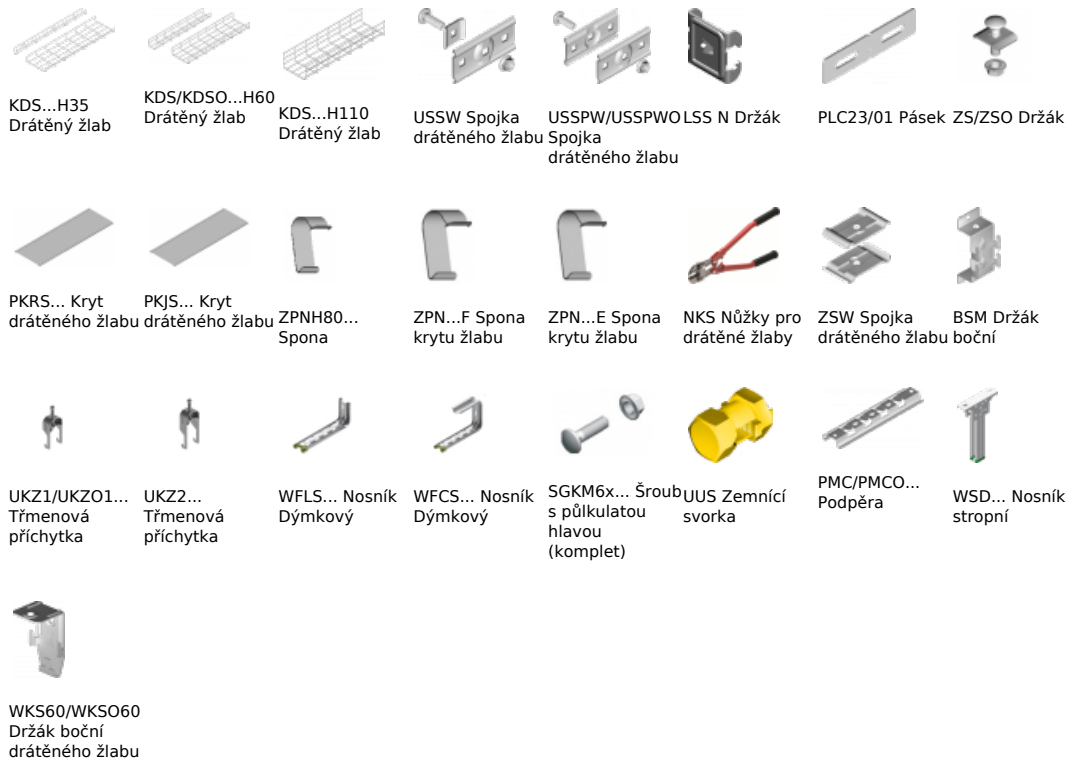 KDS...H35
Drátěný žlab
KDS/KDSO...H60
Drátěný žlab
KDS...H110
Drátěný žlab
USSW Spojka
drátěného žlabu
USSPW/USSPWO
Spojka
drátěného žlabu
LSS N Držák
PLC23/01 Pásek
ZS/ZSO Držák
PKRS... Kryt
drátěného žlabu
PKJS... Kryt
drátěného žlabu
ZPNH80...
Spona
ZPN...F Spona
krytu žlabu
ZPN...E Spona
krytu žlabu
NKS Nůžky pro
drátěné žlaby
ZSW Spojka
drátěného žlabu
BSM Držák
boční
UKZ1/UKZO1...
Třmenová
příchytka
UKZ2...
Třmenová
příchytka
WFLS... Nosník
Dýmkový
WFCS... Nosník
Dýmkový
SGKM6x... Šroub
s půlkulatou
hlavou
(komplet)
UUS Zemnící
svorka
PMC/PMCO...
Podpěra
WSD... Nosník
stropní
WKS60/WKSO60
Držák boční
drátěného žlabu